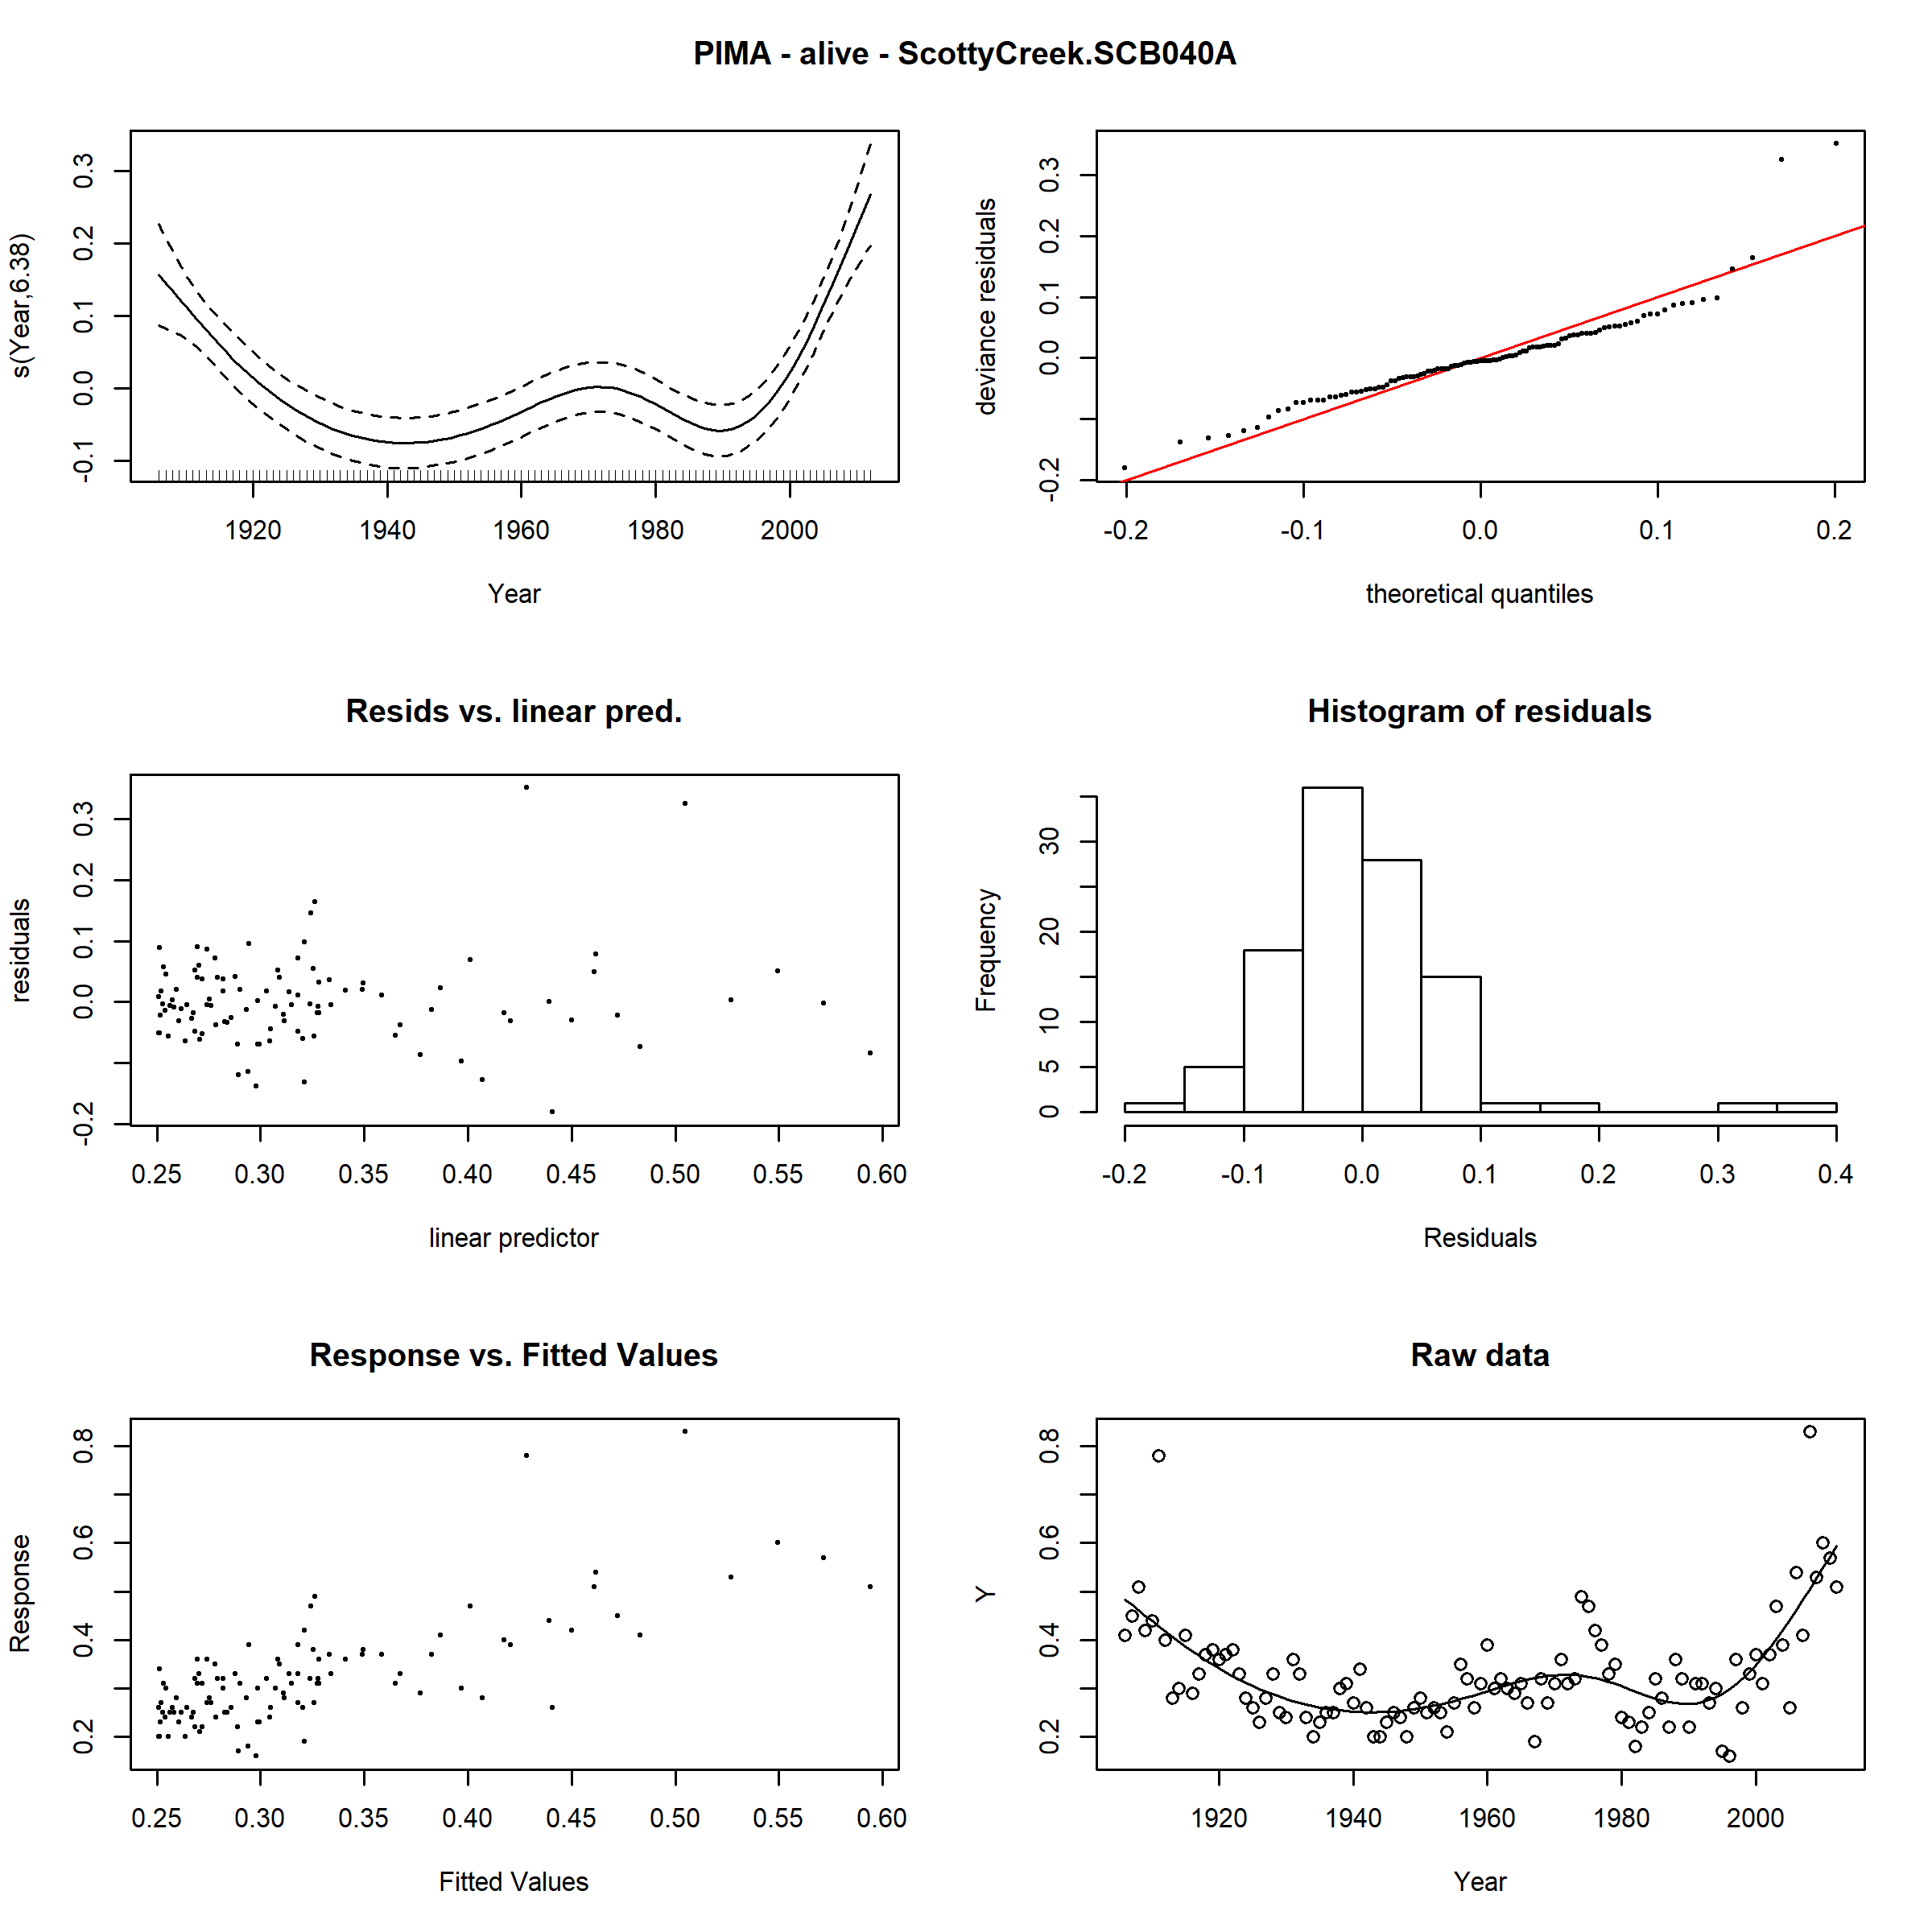 PIMA - alive - ScottyCreek.SCB040A
s(Year,6.38)
-0.1 0.0 0.1 0.2 0.3
1920 1940 1960 1980 2000
Year
deviance residuals
-0.2 0.0 0.1 0.2 0.3
-0.2 -0.1 0.0 0.1 0.2
theoretical quantiles
Resids vs. linear pred.
residuals
-0.2 0.0 0.1 0.2 0.3
0.25 0.30 0.35 0.40 0.45 0.50 0.55 0.60
linear predictor
Histogram of residuals
Frequency
0 5 10 20 30
-0.2 -0.1 0.0 0.1 0.2 0.3 0.4
Residuals
Response vs. Fitted Values
Response
0.2 0.4 0.6 0.8
0.25 0.30 0.35 0.40 0.45 0.50 0.55 0.60
Fitted Values
Raw data
Y
0.2 0.4 0.6 0.8
1920 1940 1960 1980 2000
Year